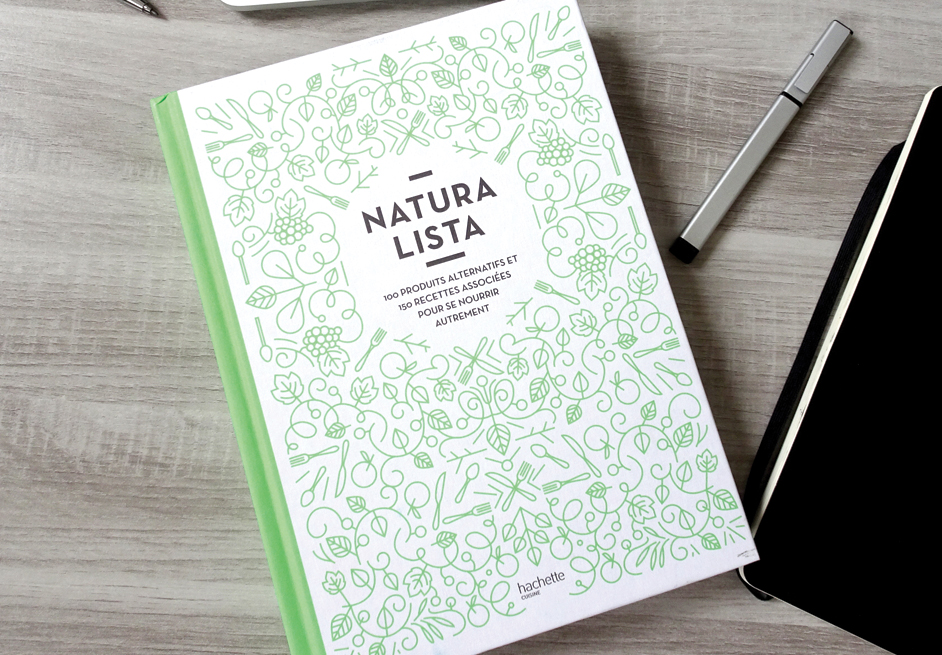 NATURA
LISTA
100 PRODUITS ALTERNATIFS ET
150 RECETTES ASSOCIÉES
POUR SE NOURRIR
AUTREMENT
hachette
CUISINE